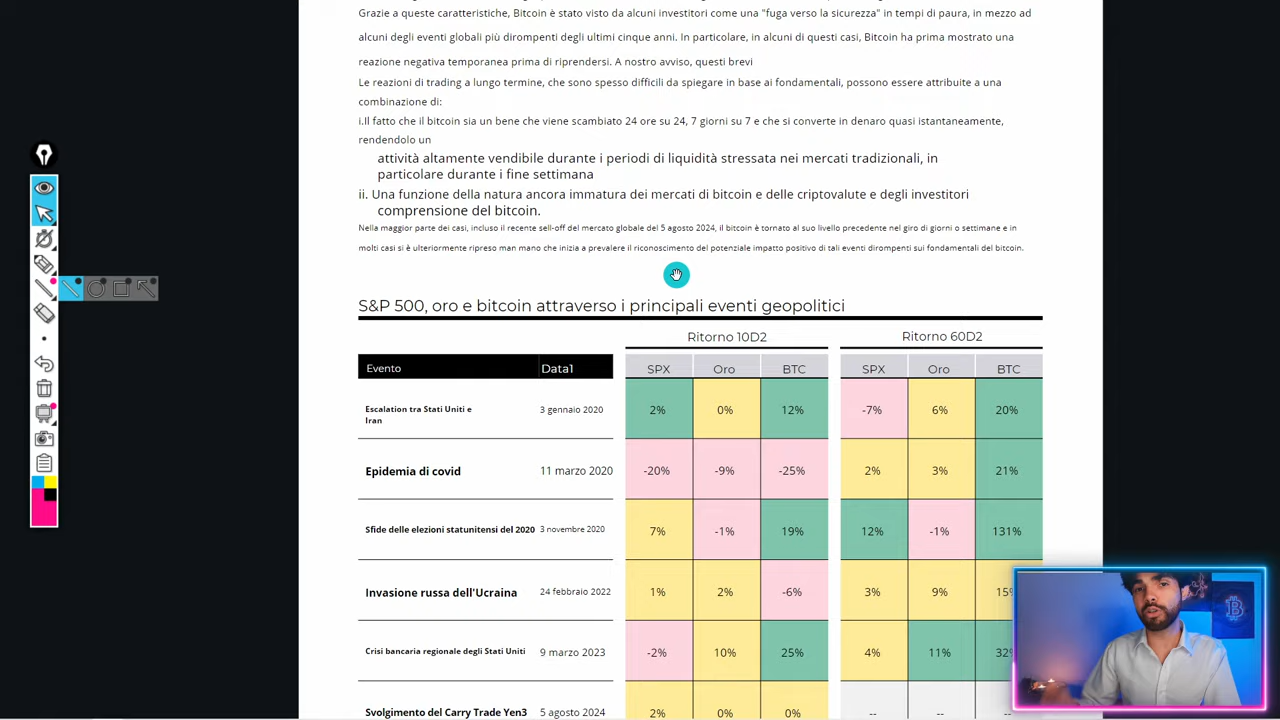 Grazie a queste caratteristiche, Bitcoin è stato visto da alcuni investitori come una "fuga verso la sicurezza" in tempi di paura, in mezzo ad
alcuni degli eventi globali più dirompenti degli ultimi cinque anni. In particolare, in alcuni di questi casi, Bitcoin ha prima mostrato una
reazione negativa temporanea prima di riprendersi. A nostro avviso, questi brevi
Le reazioni di trading a lungo termine, che sono spesso difficili da spiegare in base ai fondamentali, possono essere attribuite a una
combinazione di:
i.Il fatto che il bitcoin sia un bene che viene scambiato 24 ore su 24, 7 giorni su 7 e che si converte in denaro quasi istantaneamente,
rendendolo un
attività altamente vendibile durante i periodi di liquidità stressata nei mercati tradizionali, in
particolare durante i fine settimana
ii. Una funzione della natura ancora immatura dei mercati di bitcoin e delle criptovalute e degli investitori
comprensione del bitcoin.
Nella maggior parte dei casi, incluso il recente sell-off del mercato globale del 5 agosto 2024, il bitcoin è tornato al suo livello precedente nel giro di giorni o settimane e in
molti casi si è ulteriormente ripreso man mano che inizia a prevalere il riconoscimento del potenziale impatto positivo di tali eventi dirompenti sui fondamentali del bitcoin.
S&P 500, oro e bitcoin attraverso i principali eventi geopolitici
Ritorno 10D2 Ritorno 60D2
Evento Data1 SPX Oro BTC SPX Oro BTC
Escalation tra Stati Uniti e
Iran 3 gennaio 2020 2% 0% 12% -7% 6% 20%
Epidemia di covid 11 marzo 2020 -20% -9% -25% 2% 3% 21%
Sfide delle elezioni statunitensi del 2020 3 novembre 2020 7% -1% 19% 12% -1% 131%
Invasione russa dell'Ucraina 24 febbraio 2022 1% 2% -6% 3% 9% 15%
Crisi bancaria regionale degli Stati Uniti 9 marzo 2023 -2% 10% 25% 4% 11% 32%
Svolgimento del Carry Trade Yen3 5 agosto 2024 2% 0% 0% -- --